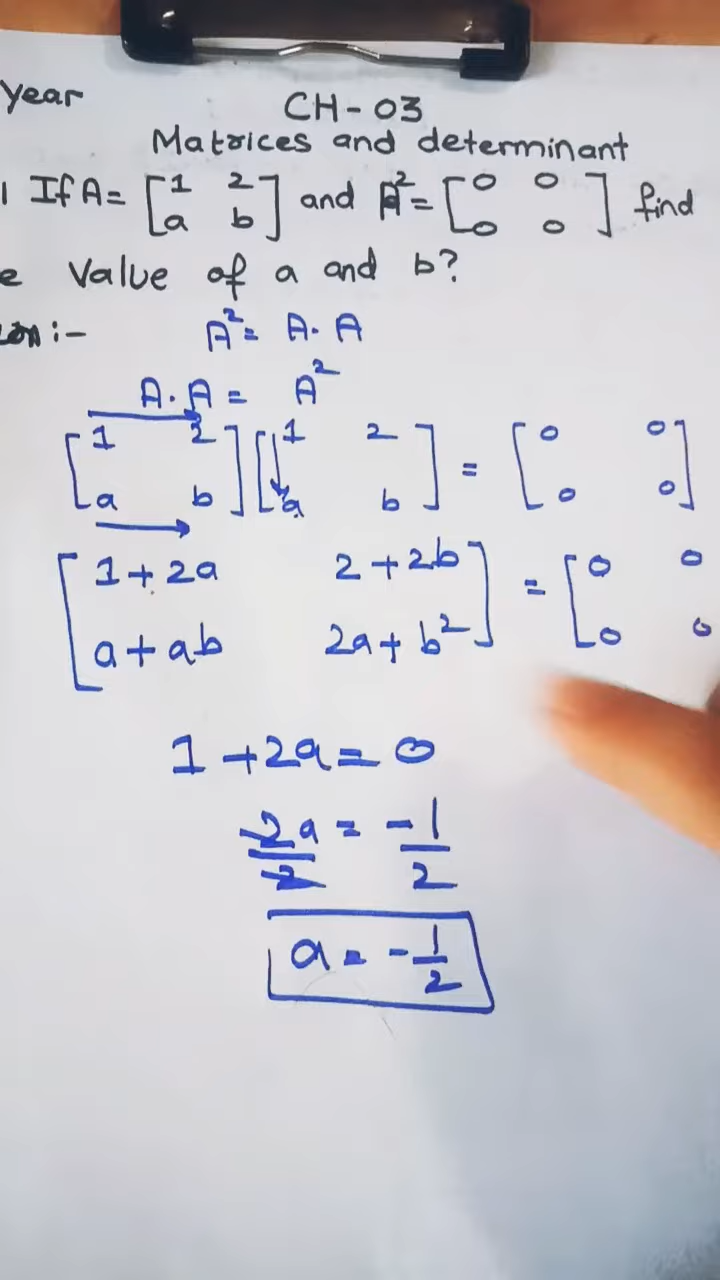 year
CH-03
Matrices and determinant
1 If A = [1 2 a b] and A² = [0 0 0 0] find
e Value of a and b?
:- A² = A.A
A.A = A²
[1 2 a b][1 2 a b] = [0 0 0 0]
[1+2a 2+2b a+ab 2a+b²] = [0 0 0 0]
1+2a=0
2a/2 = -1/2
a = -1/2